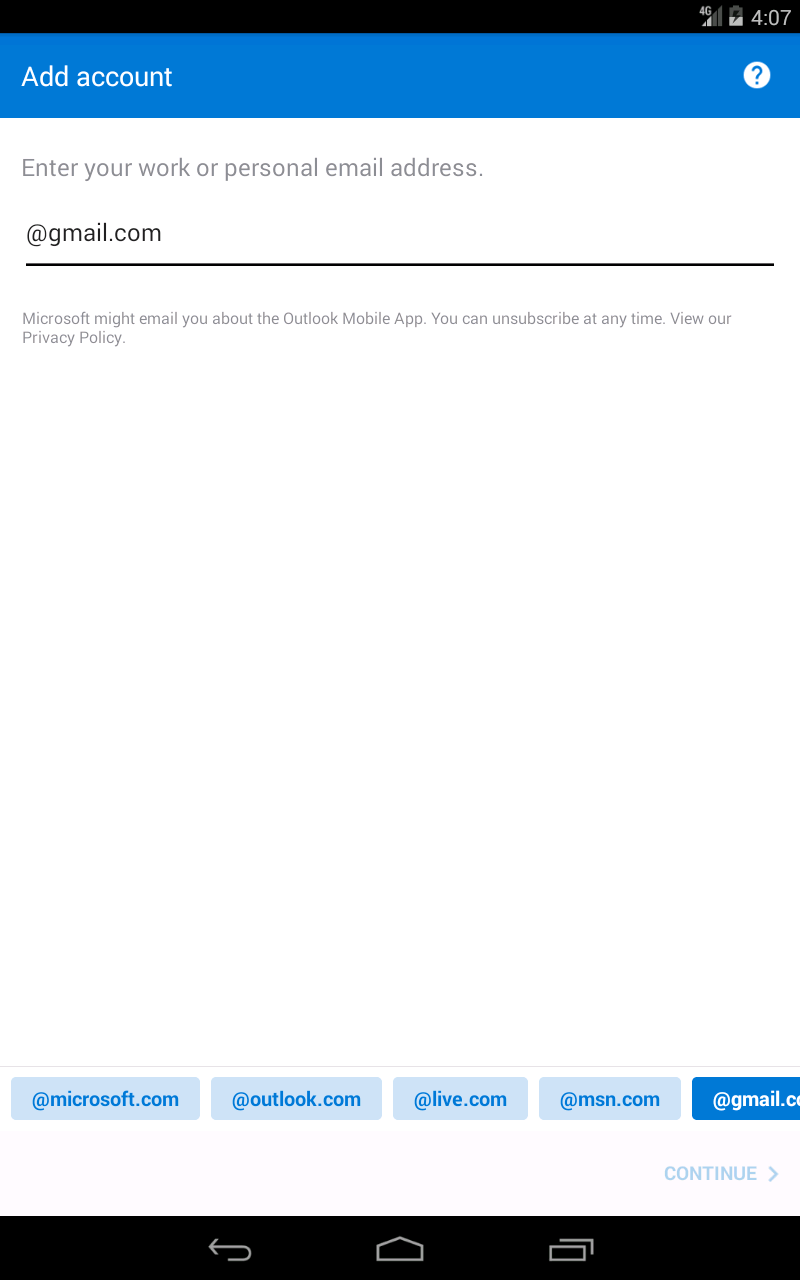 4G 4:07
Add account
Enter your work or personal email address.
@gmail.com
Microsoft might email you about the Outlook Mobile App. You can unsubscribe at any time. View our
Privacy Policy.
@microsoft.com @outlook.com @live.com @msn.com @gmail.co
CONTINUE